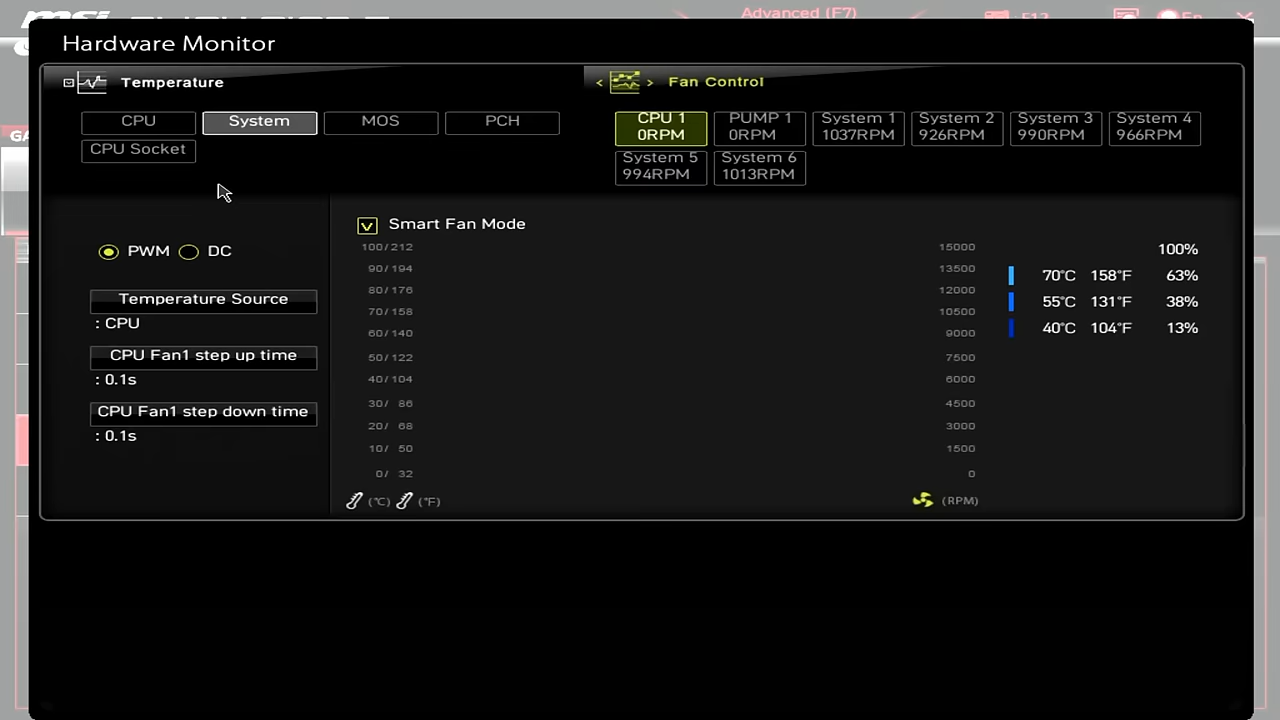 msi
Advanced (F7)
F12
En
Hardware Monitor
Temperature
CPU
System
MOS
PCH
CPU Socket
Fan Control
CPU 1
0RPM
PUMP 1
0RPM
System 1
1037RPM
System 2
926RPM
System 3
990RPM
System 4
966RPM
System 5
994RPM
System 6
1013RPM
PWM
DC
Temperature Source
: CPU
CPU Fan1 step up time
: 0.1s
CPU Fan1 step down time
: 0.1s
Smart Fan Mode
100/ 212
90/ 194
80/ 176
70/ 158
60/ 140
50/ 122
40/ 104
30/ 86
20/ 68
10/ 50
0/ 32
(℃)
(℉)
15000
13500
12000
10500
9000
7500
6000
4500
3000
1500
0
(RPM)
100%
70℃ 158℉ 63%
55℃ 131℉ 38%
40℃ 104℉ 13%